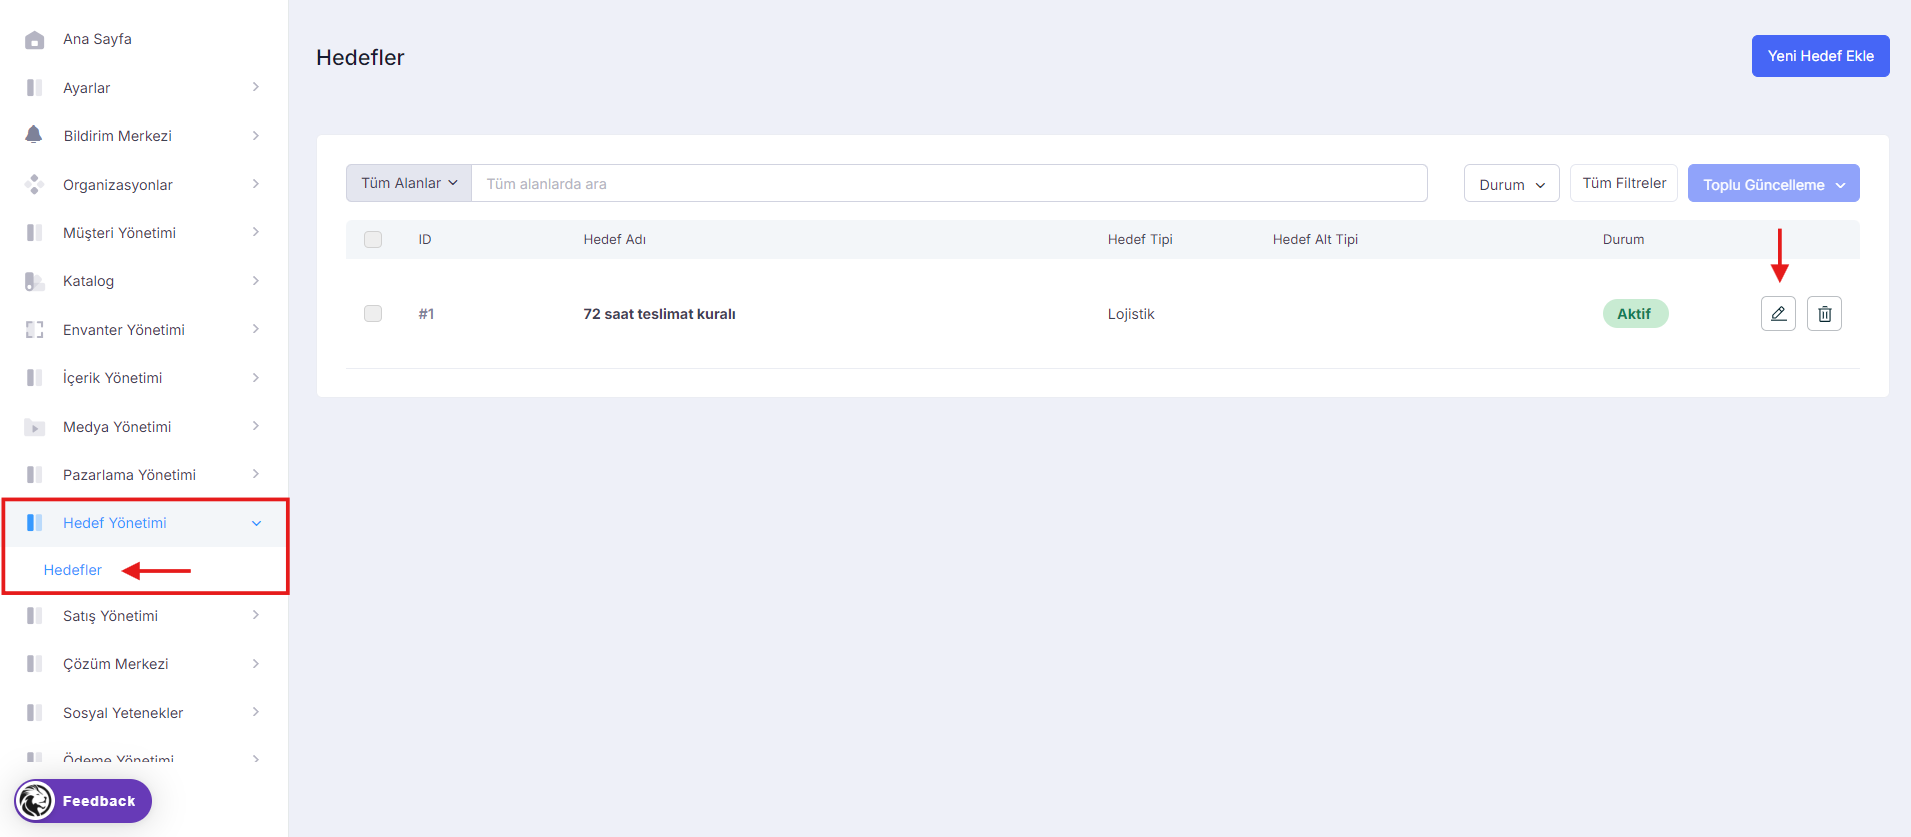 Ana Sayfa
Ayarlar
Bildirim Merkezi
Organizasyonlar
Müşteri Yönetimi
Katalog
Envanter Yönetimi
İçerik Yönetimi
Medya Yönetimi
Pazarlama Yönetimi
Hedef Yönetimi
Hedefler
Satış Yönetimi
Çözüm Merkezi
Sosyal Yetenekler
Ödeme Yönetimi
Feedback
Hedefler
Yeni Hedef Ekle
Tüm Alanlar Tüm alanlarda ara Durum Tüm Filtreler Toplu Güncelleme
ID Hedef Adı Hedef Tipi Hedef Alt Tipi Durum
#1 72 saat teslimat kuralı Lojistik Aktif